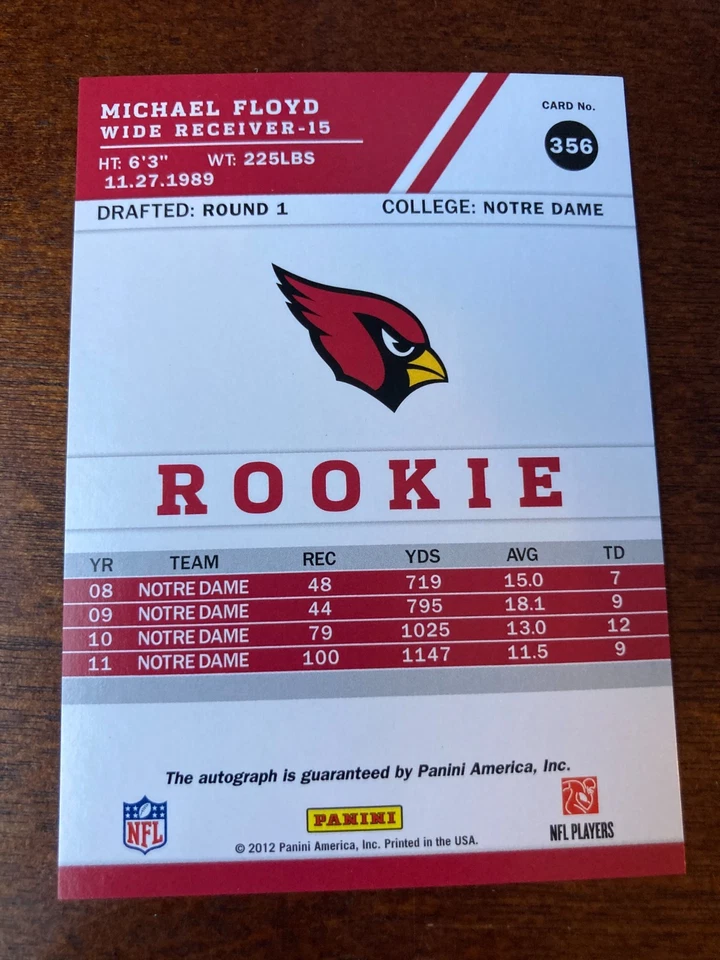 MICHAEL FLOYD
WIDE RECEIVER-15
HT: 6'3" WT: 225LBS
11.27.1989
CARD No.
356
DRAFTED: ROUND 1 COLLEGE: NOTRE DAME
ROOKIE
YR TEAM REC YDS AVG TD
08 NOTRE DAME 48 719 15.0 7
09 NOTRE DAME 44 795 18.1 9
10 NOTRE DAME 79 1025 13.0 12
11 NOTRE DAME 100 1147 11.5 9
The autograph is guaranteed by Panini America, Inc.
NFL
PANINI
NFL PLAYERS
© 2012 Panini America, Inc. Printed in the USA.